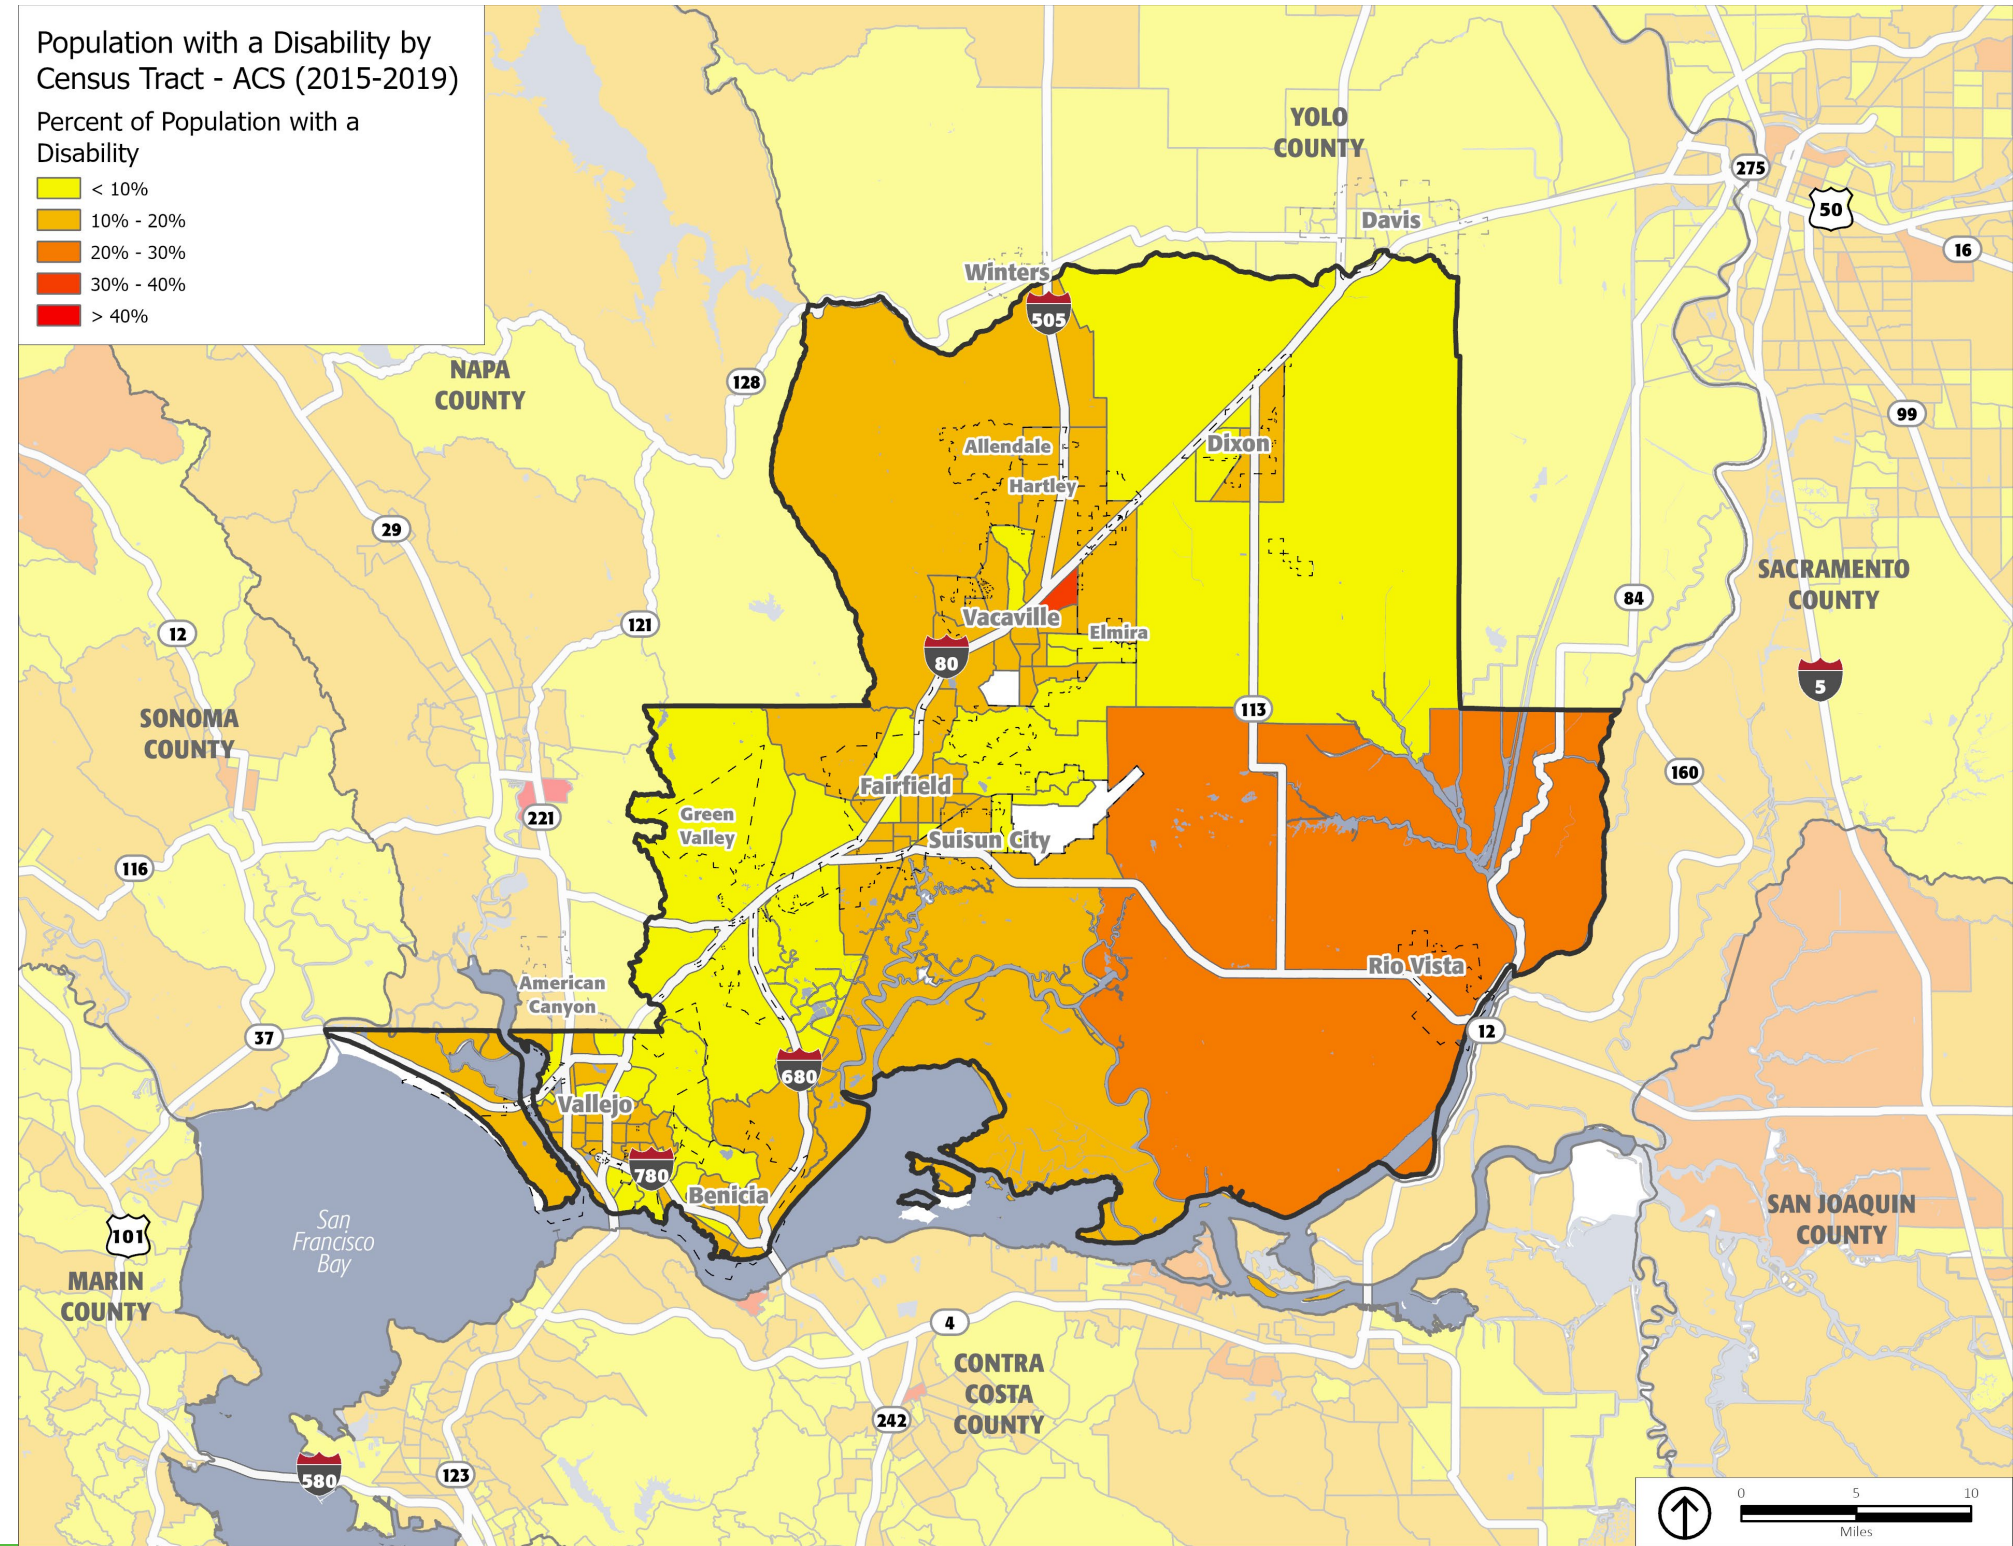 Population with a Disability by
Census Tract - ACS (2015-2019)
Percent of Population with a
Disability
< 10%
10% - 20%
20% - 30%
30% - 40%
> 40%
YOLO
COUNTY
275
50
Davis
16
Winters
505
NAPA
COUNTY
128
99
Allendale
Dixon
Hartley
29
SACRAMENTO
COUNTY
84
121
12
Vacaville
Elmira
80
5
SONOMA
COUNTY
113
160
Fairfield
221
Green
Valley
Suisun City
116
Rio Vista
American
Canyon
37
12
680
Vallejo
780
Benicia
SAN JOAQUIN
COUNTY
101
San
Francisco
Bay
MARIN
COUNTY
4
CONTRA
COSTA
COUNTY
242
580
123
0 5 10
Miles